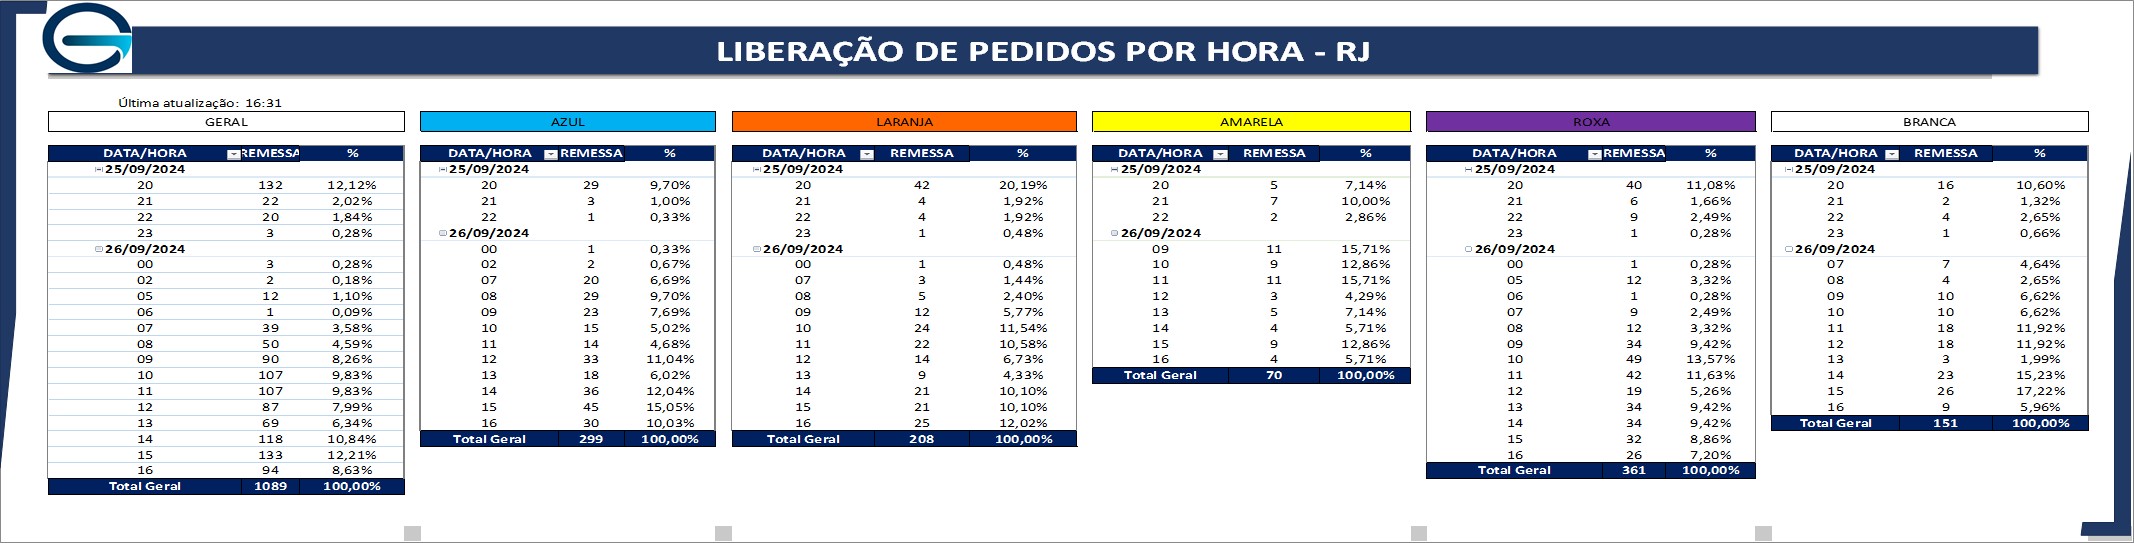 LIBERAÇÃO DE PEDIDOS POR HORA - RJ
Última atualização: 16:31
GERAL
DATA/HORA REMESSA %
25/09/2024
20 132 12,12%
21 22 2,02%
22 20 1,84%
23 3 0,28%
26/09/2024
00 3 0,28%
02 2 0,18%
05 12 1,10%
06 1 0,09%
07 39 3,58%
08 50 4,59%
09 90 8,26%
10 107 9,83%
11 107 9,83%
12 87 7,99%
13 69 6,34%
14 118 10,84%
15 133 12,21%
16 94 8,63%
Total Geral 1089 100,00%
AZUL
DATA/HORA REMESSA %
25/09/2024
20 29 9,70%
21 3 1,00%
22 1 0,33%
26/09/2024
00 1 0,33%
02 2 0,67%
07 20 6,69%
08 29 9,70%
09 23 7,69%
10 15 5,02%
11 14 4,68%
12 33 11,04%
13 18 6,02%
14 36 12,04%
15 45 15,05%
16 30 10,03%
Total Geral 299 100,00%
LARANJA
DATA/HORA REMESSA %
25/09/2024
20 42 20,19%
21 4 1,92%
22 4 1,92%
23 1 0,48%
26/09/2024
00 1 0,48%
07 3 1,44%
08 5 2,40%
09 12 5,77%
10 24 11,54%
11 22 10,58%
12 14 6,73%
13 9 4,33%
14 21 10,10%
15 21 10,10%
16 25 12,02%
Total Geral 208 100,00%
AMARELA
DATA/HORA REMESSA %
25/09/2024
20 5 7,14%
21 7 10,00%
22 2 2,86%
26/09/2024
09 11 15,71%
10 9 12,86%
11 11 15,71%
12 3 4,29%
13 5 7,14%
14 4 5,71%
15 9 12,86%
16 4 5,71%
Total Geral 70 100,00%
ROXA
DATA/HORA REMESSA %
25/09/2024
20 40 11,08%
21 6 1,66%
22 9 2,49%
23 1 0,28%
26/09/2024
00 1 0,28%
05 12 3,32%
06 1 0,28%
07 9 2,49%
08 12 3,32%
09 34 9,42%
10 49 13,57%
11 42 11,63%
12 19 5,26%
13 34 9,42%
14 34 9,42%
15 32 8,86%
16 26 7,20%
Total Geral 361 100,00%
BRANCA
DATA/HORA REMESSA %
25/09/2024
20 16 10,60%
21 2 1,32%
22 4 2,65%
23 1 0,66%
26/09/2024
07 7 4,64%
08 4 2,65%
09 10 6,62%
10 10 6,62%
11 18 11,92%
12 18 11,92%
13 3 1,99%
14 23 15,23%
15 26 17,22%
16 9 5,96%
Total Geral 151 100,00%